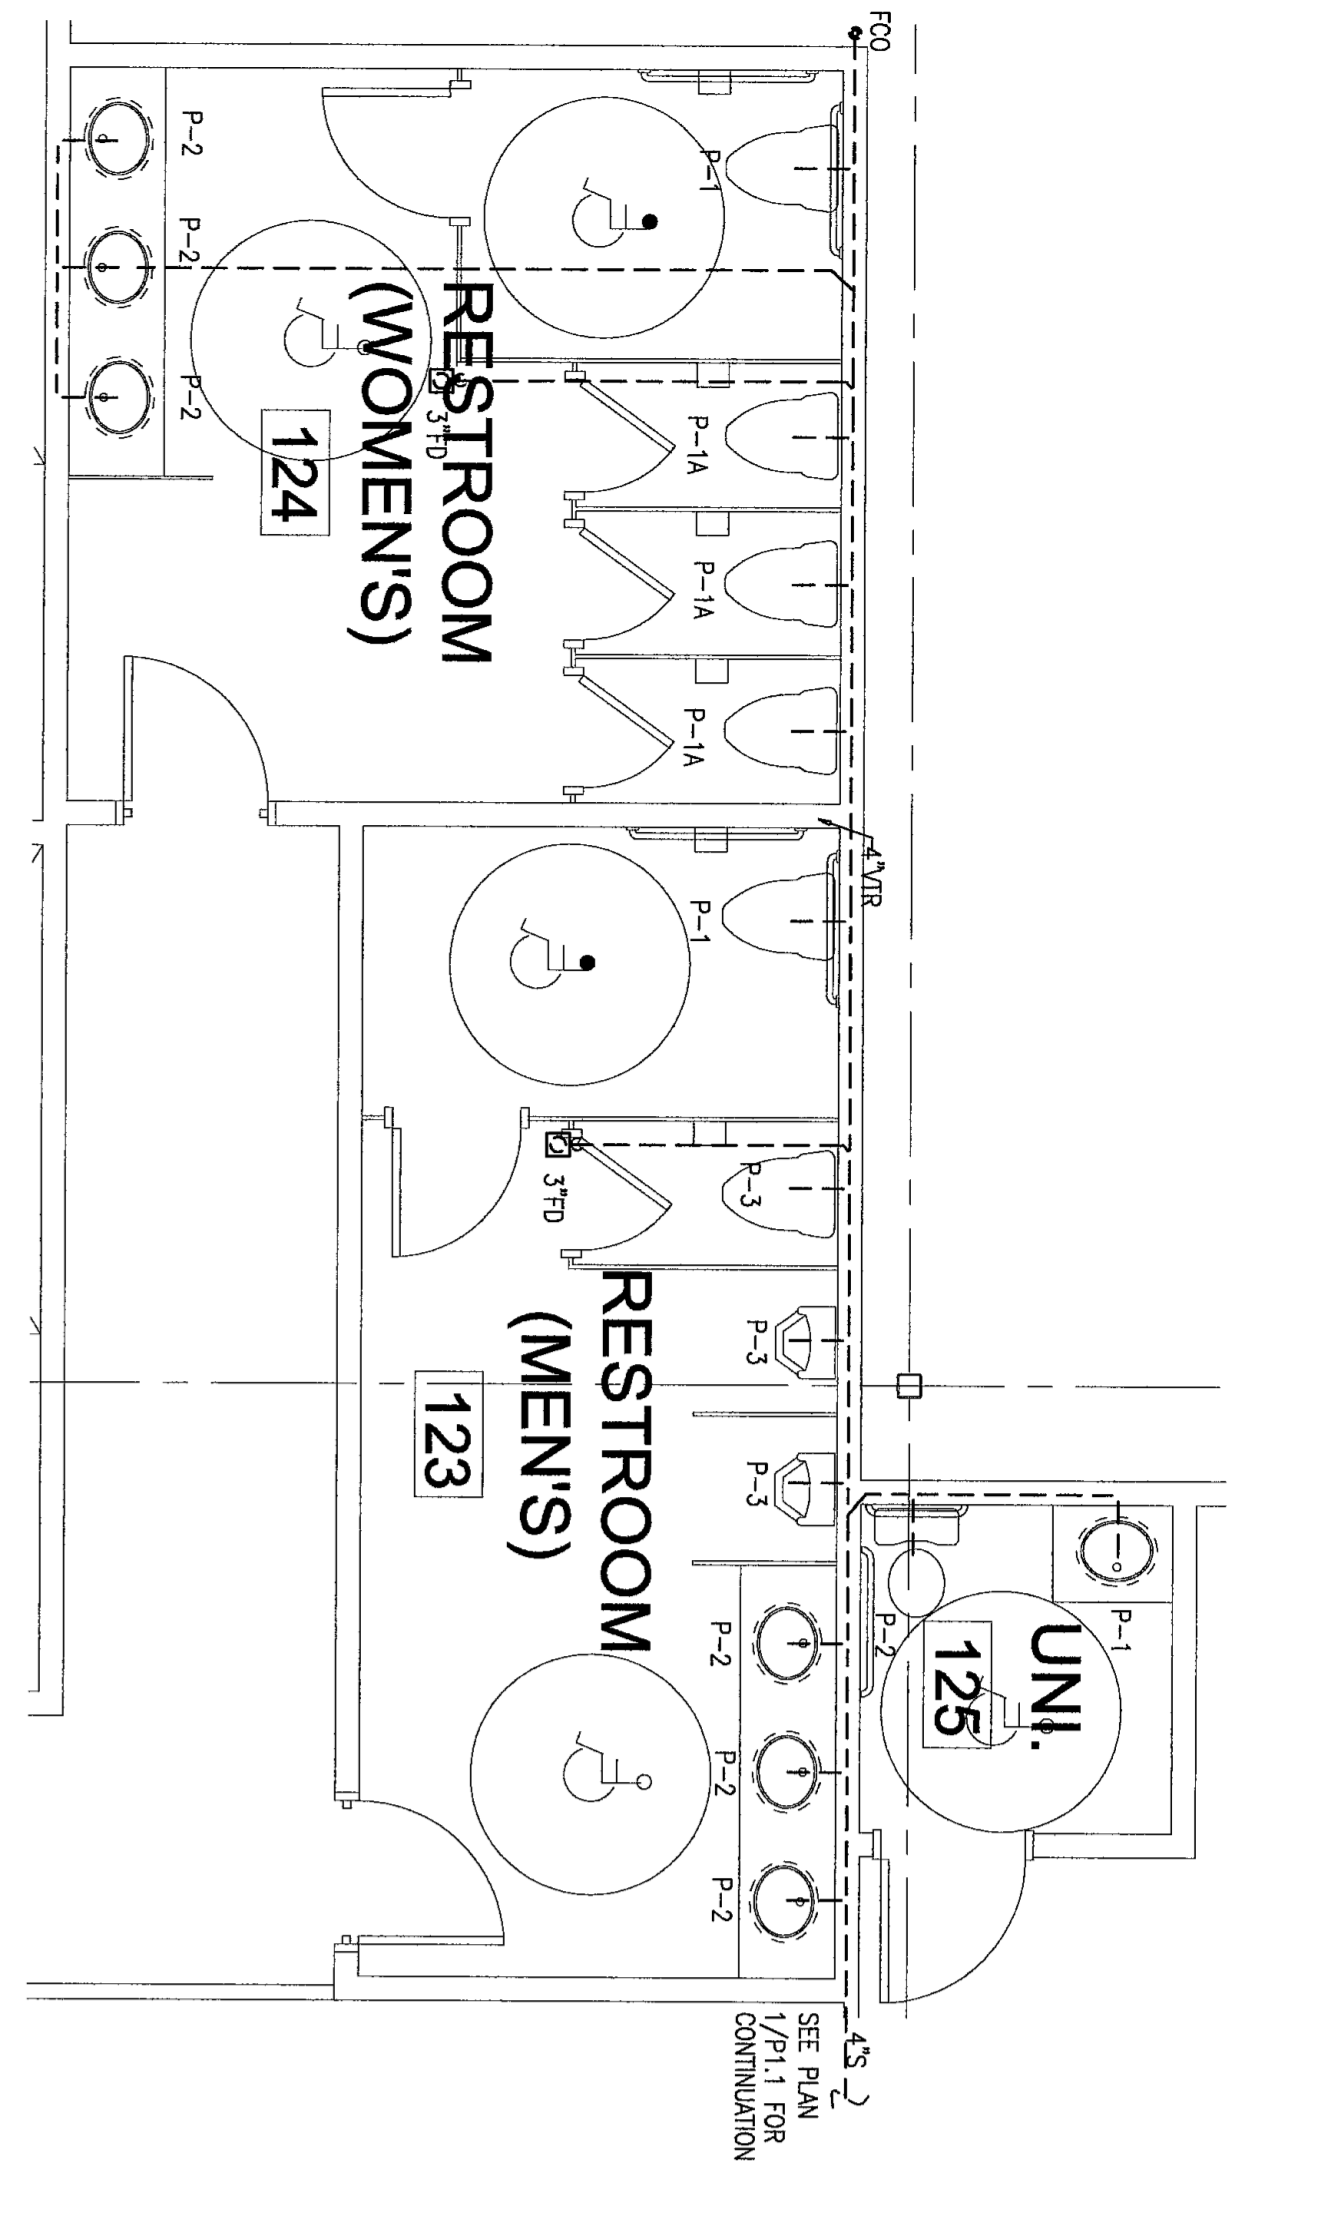 FCO
P-1
P-2
P-2
P-2
RESTROOM
(WOMEN'S)
124
3"FD
P-1A
P-1A
P-1A
4"VTR
P-1
P-3
3"FD
RESTROOM
(MEN'S)
123
P-3
P-3
P-1
P-2
UNI.
125
P-2
P-2
P-2
4"S
SEE PLAN
1/P1.1 FOR
CONTINUATION